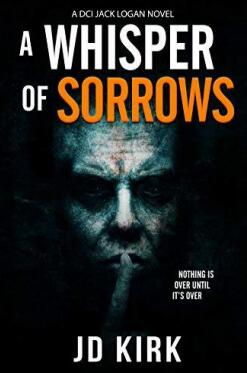 A DCI JACK LOGAN NOVEL
A WHISPER
OF SORROWS
NOTHING IS
OVER UNTIL
IT'S OVER
JD KIRK